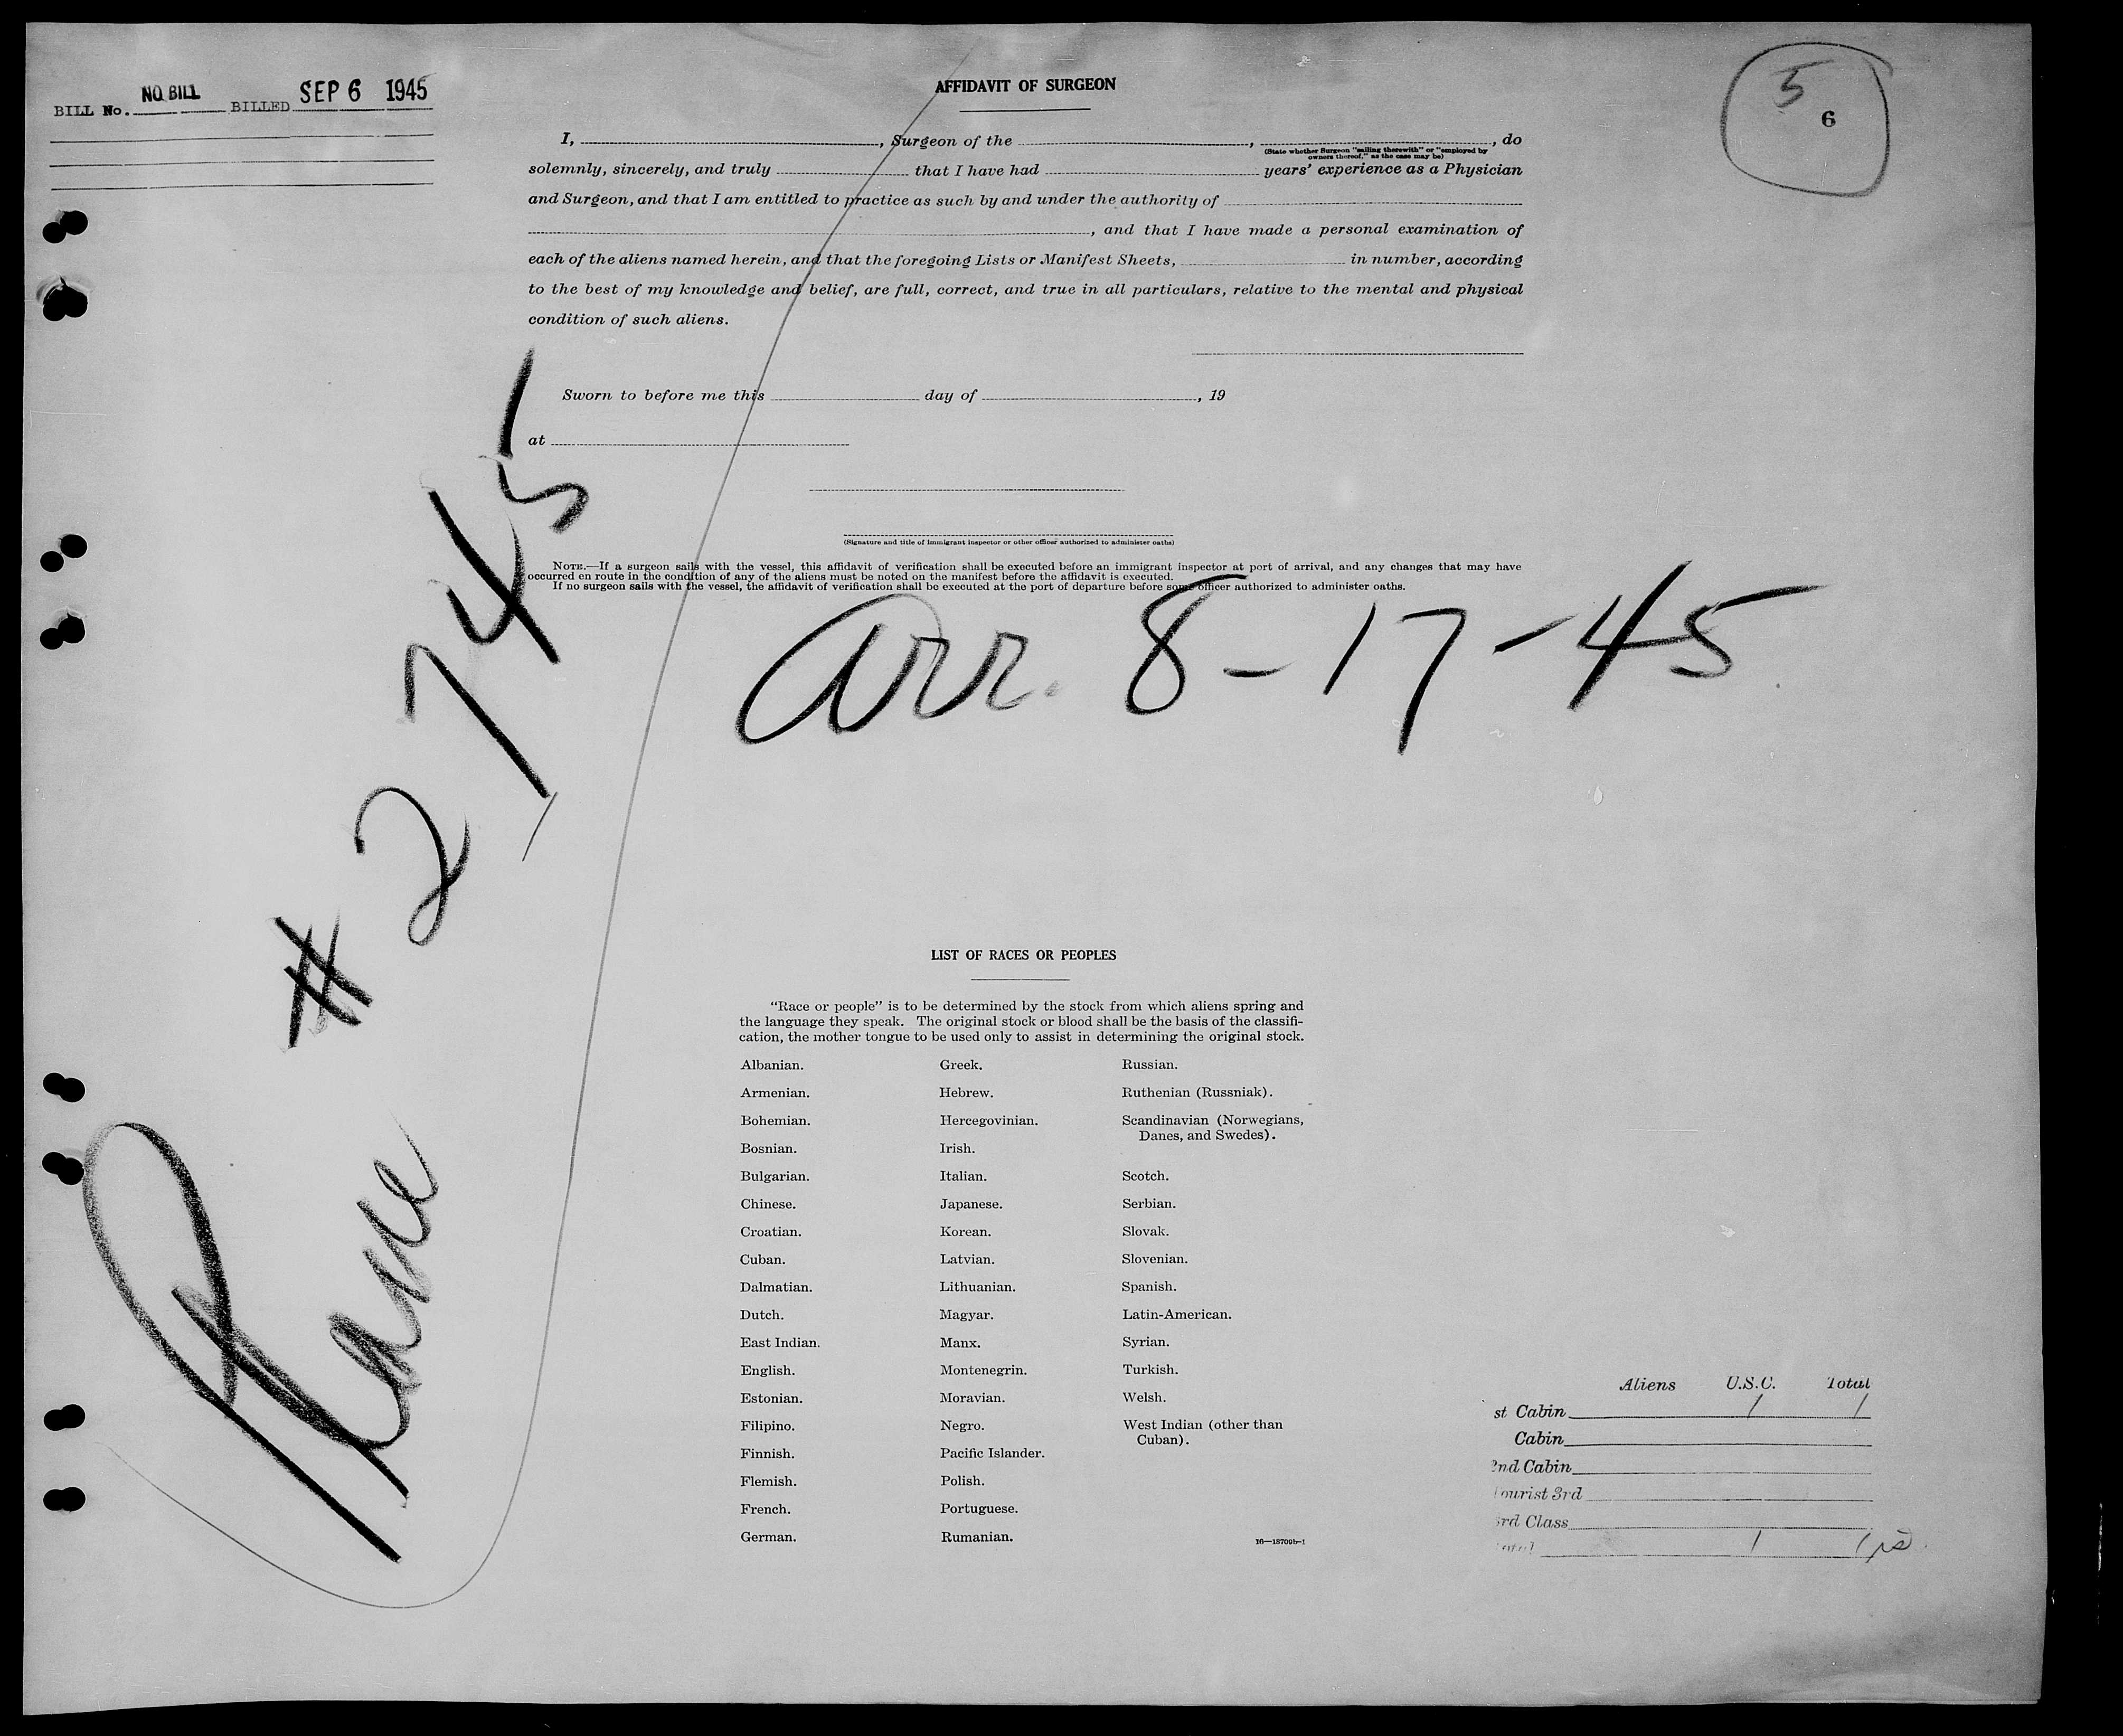 BILL No. NO BILL BILLED SEP 6 1945
AFFIDAVIT OF SURGEON
5
6
I, , Surgeon of the , , do
(State whether Surgeon "sailing therewith" or "employed by
owners thereof," as the case may be)
solemnly, sincerely, and truly that I have had years' experience as a Physician
and Surgeon, and that I am entitled to practice as such by and under the authority of
, and that I have made a personal examination of
each of the aliens named herein, and that the foregoing Lists or Manifest Sheets, in number, according
to the best of my knowledge and belief, are full, correct, and true in all particulars, relative to the mental and physical
condition of such aliens.
Sworn to before me this day of , 19
at
(Signature and title of immigrant inspector or other officer authorized to administer oaths)
NOTE.—If a surgeon sails with the vessel, this affidavit of verification shall be executed before an immigrant inspector at port of arrival, and any changes that may have
occurred en route in the condition of any of the aliens must be noted on the manifest before the affidavit is executed.
If no surgeon sails with the vessel, the affidavit of verification shall be executed at the port of departure before some officer authorized to administer oaths.
Plane # 2745
arr. 8-17-45
LIST OF RACES OR PEOPLES
"Race or people" is to be determined by the stock from which aliens spring and
the language they speak. The original stock or blood shall be the basis of the classifi-
cation, the mother tongue to be used only to assist in determining the original stock.
Albanian. Greek. Russian.
Armenian. Hebrew. Ruthenian (Russniak).
Bohemian. Hercegovinian. Scandinavian (Norwegians,
Danes, and Swedes).
Bosnian. Irish.
Bulgarian. Italian. Scotch.
Chinese. Japanese. Serbian.
Croatian. Korean. Slovak.
Cuban. Latvian. Slovenian.
Dalmatian. Lithuanian. Spanish.
Dutch. Magyar. Latin-American.
East Indian. Manx. Syrian.
English. Montenegrin. Turkish.
Estonian. Moravian. Welsh.
Filipino. Negro. West Indian (other than
Cuban).
Finnish. Pacific Islander.
Flemish. Polish.
French. Portuguese.
German. Rumanian.
16—18709b-1
Aliens U.S.C. Total
st Cabin 1 1
Cabin
2nd Cabin
Tourist 3rd
3rd Class
Total 1 1